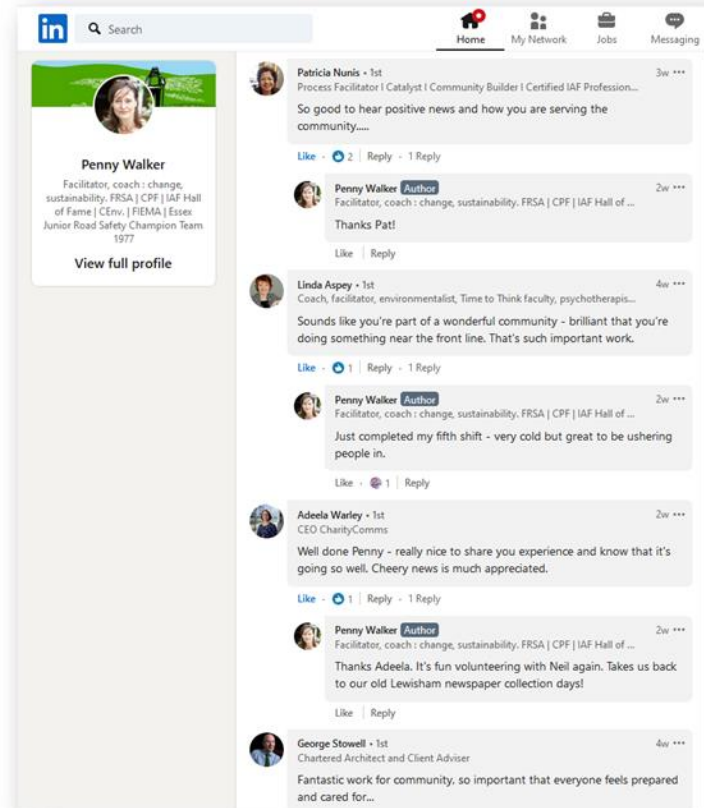 in
Search
Home
My Network
Jobs
Messaging
Penny Walker
Facilitator, coach : change,
sustainability. FRSA | CPF | IAF Hall
of Fame | CEnv. | FIEMA | Essex
Junior Road Safety Champion Team
1977
View full profile
Patricia Nunis • 1st
3w •••
Process Facilitator I Catalyst I Community Builder I Certified IAF Profession...
So good to hear positive news and how you are serving the
community.....
Like · 2 | Reply · 1 Reply
Penny Walker Author
2w •••
Facilitator, coach : change, sustainability. FRSA | CPF | IAF Hall of ...
Thanks Pat!
Like | Reply
Linda Aspey • 1st
4w •••
Coach, facilitator, environmentalist, Time to Think faculty, psychotherapis...
Sounds like you're part of a wonderful community - brilliant that you're
doing something near the front line. That's such important work.
Like · 1 | Reply · 1 Reply
Penny Walker Author
2w •••
Facilitator, coach : change, sustainability. FRSA | CPF | IAF Hall of ...
Just completed my fifth shift - very cold but great to be ushering
people in.
Like · 1 | Reply
Adeela Warley • 1st
2w •••
CEO CharityComms
Well done Penny - really nice to share you experience and know that it's
going so well. Cheery news is much appreciated.
Like · 1 | Reply · 1 Reply
Penny Walker Author
2w •••
Facilitator, coach : change, sustainability. FRSA | CPF | IAF Hall of ...
Thanks Adeela. It's fun volunteering with Neil again. Takes us back
to our old Lewisham newspaper collection days!
Like | Reply
George Stowell • 1st
4w •••
Chartered Architect and Client Adviser
Fantastic work for community, so important that everyone feels prepared
and cared for...